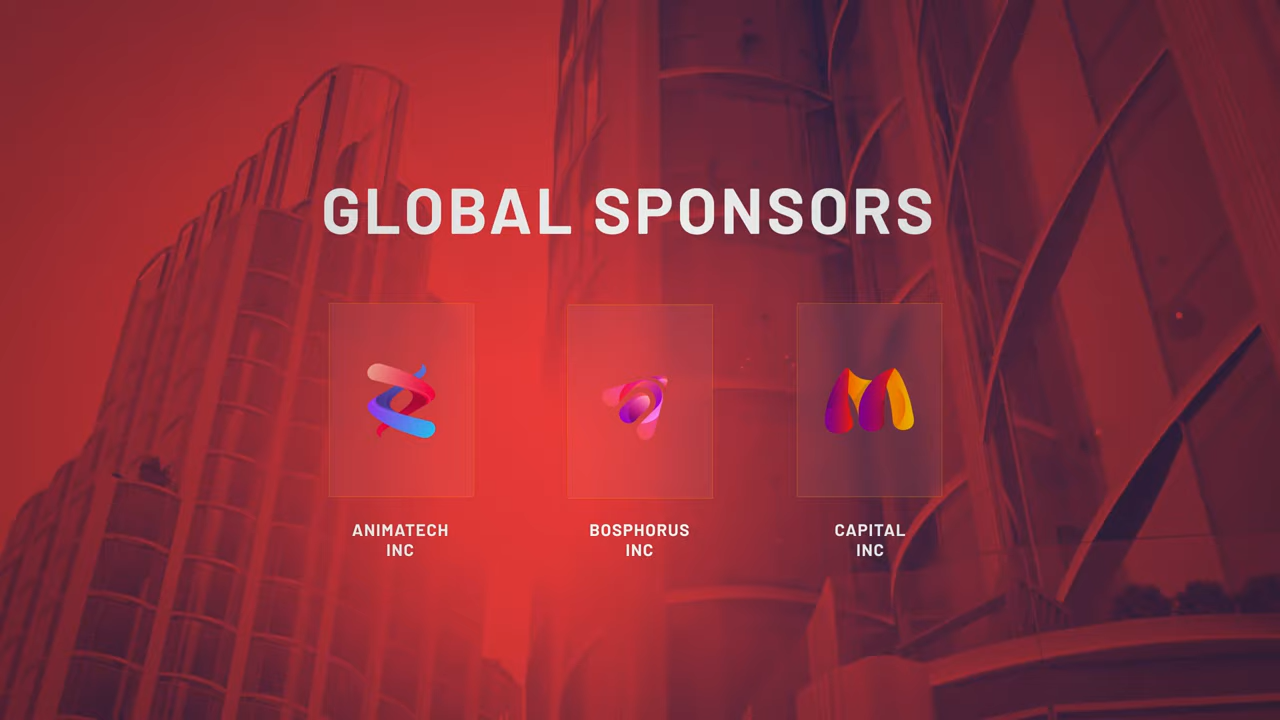 GLOBAL SPONSORS
ANIMATECH
INC
BOSPHORUS
INC
CAPITAL
INC